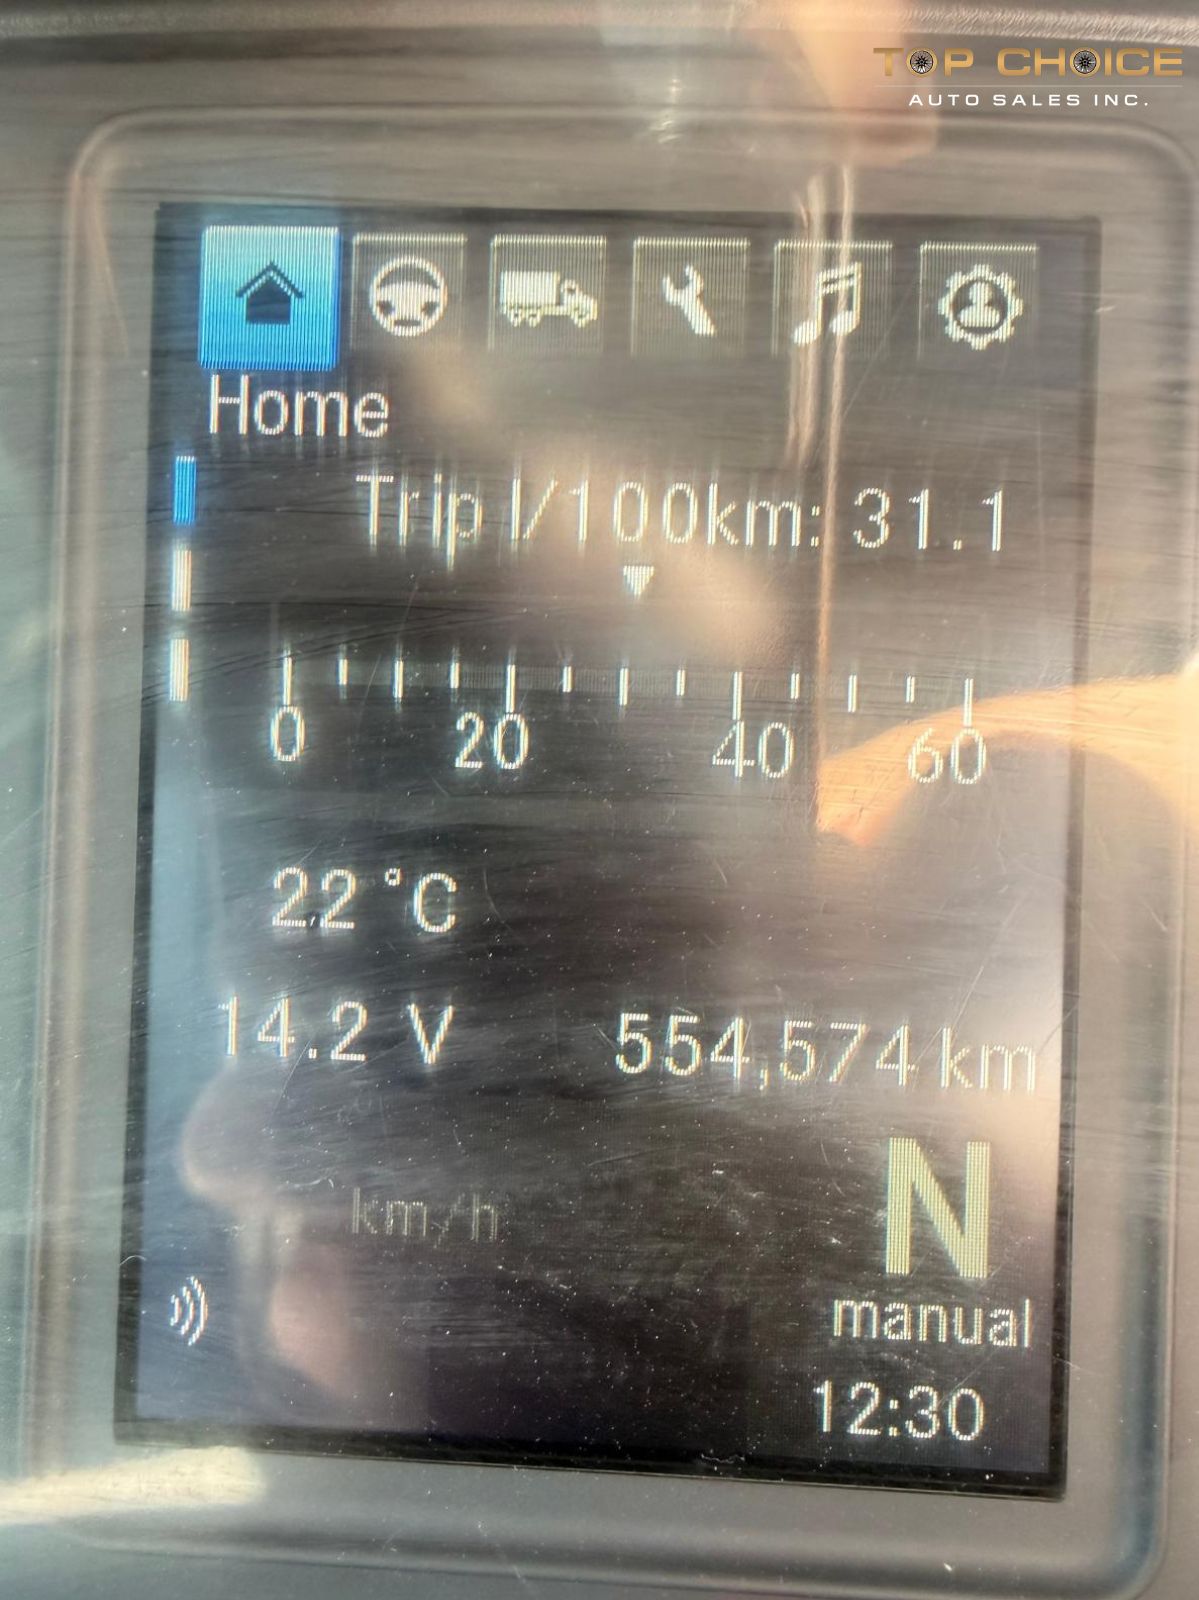 TOP CHOICE
AUTO SALES INC.
Home
Trip l/100km: 31.1
0 20 40 60
22 °C
14.2 V 554,574 km
km/h
N
manual
12:30